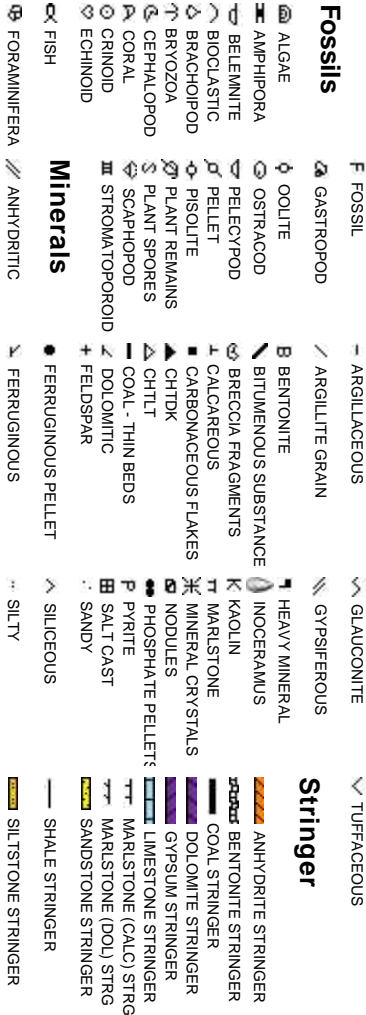 Fossils
ALGAE
AMPHIPORA
BELEMNITE
BIOCLASTIC
BRACHOIPOD
BRYOZOA
CEPHALOPOD
CORAL
CRINOID
ECHINOID
FISH
FORAMINIFERA
F FOSSIL
GASTROPOD
OOLITE
OSTRACOD
PELECYPOD
PELLET
PISOLITE
PLANT REMAINS
PLANT SPORES
SCAPHOPOD
STROMATOPOROID
Minerals
ANHYDRITIC
ARGILLACEOUS
ARGILLITE GRAIN
B BENTONITE
BITUMENOUS SUBSTANCE
BRECCIA FRAGMENTS
CALCAREOUS
CARBONACEOUS FLAKES
CHTDK
CHTLT
COAL - THIN BEDS
DOLOMITIC
FELDSPAR
FERRUGINOUS PELLET
FERRUGINOUS
GLAUCONITE
GYPSIFEROUS
HEAVY MINERAL
INOCERAMUS
K KAOLIN
MARLSTONE
MINERAL CRYSTALS
NODULES
PHOSPHATE PELLETS
P PYRITE
SALT CAST
SANDY
SILICEOUS
SILTY
TUFFACEOUS
Stringer
ANHYDRITE STRINGER
BENTONITE STRINGER
COAL STRINGER
DOLOMITE STRINGER
GYPSUM STRINGER
LIMESTONE STRINGER
MARLSTONE (CALC) STRG
MARLSTONE (DOL) STRG
SANDSTONE STRINGER
SHALE STRINGER
SILTSTONE STRINGER